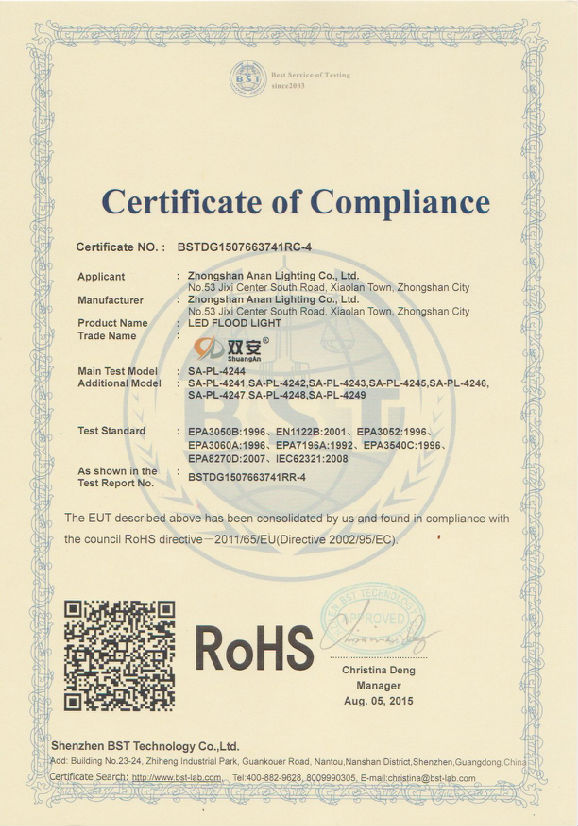 BST
Best Service of Testing
since2003
Certificate of Compliance
Certificate NO. : BSTDG1507663741RC-4
Applicant : Zhongshan Anan Lighting Co., Ltd.
No.53 Jixi Center South Road, Xiaolan Town, Zhongshan City
Manufacturer : Zhongshan Anan Lighting Co., Ltd.
No.53 Jixi Center South Road, Xiaolan Town, Zhongshan City
Product Name : LED FLOOD LIGHT
Trade Name :
双安®
ShuangAn
Main Test Model : SA-PL-4244
Additional Model : SA-PL-4241,SA-PL-4242,SA-PL-4243,SA-PL-4245,SA-PL-4246,
SA-PL-4247,SA-PL-4248,SA-PL-4249
Test Standard : EPA3050B:1996、EN1122B:2001、EPA3052:1996、
EPA3060A:1996、EPA7196A:1992、EPA3540C:1996、
EPA8270D:2007、IEC62321:2008
As shown in the : BSTDG1507663741RR-4
Test Report No.
The EUT described above has been consolidated by us and found in compliance with
the council RoHS directive—2011/65/EU(Directive 2002/95/EC).
BST
RoHS
APPROVED
Christina Deng
Manager
Aug. 05, 2015
Shenzhen BST Technology Co.,Ltd.
Add: Building No.23-24, Zhiheng Industrial Park, Guankouer Road, Nantou,Nanshan District,Shenzhen,Guangdong,China
Certificate Search: http://www.bst-lab.com, Tel:400-882-9628, 8009990305, E-mail:christina@bst-lab.com